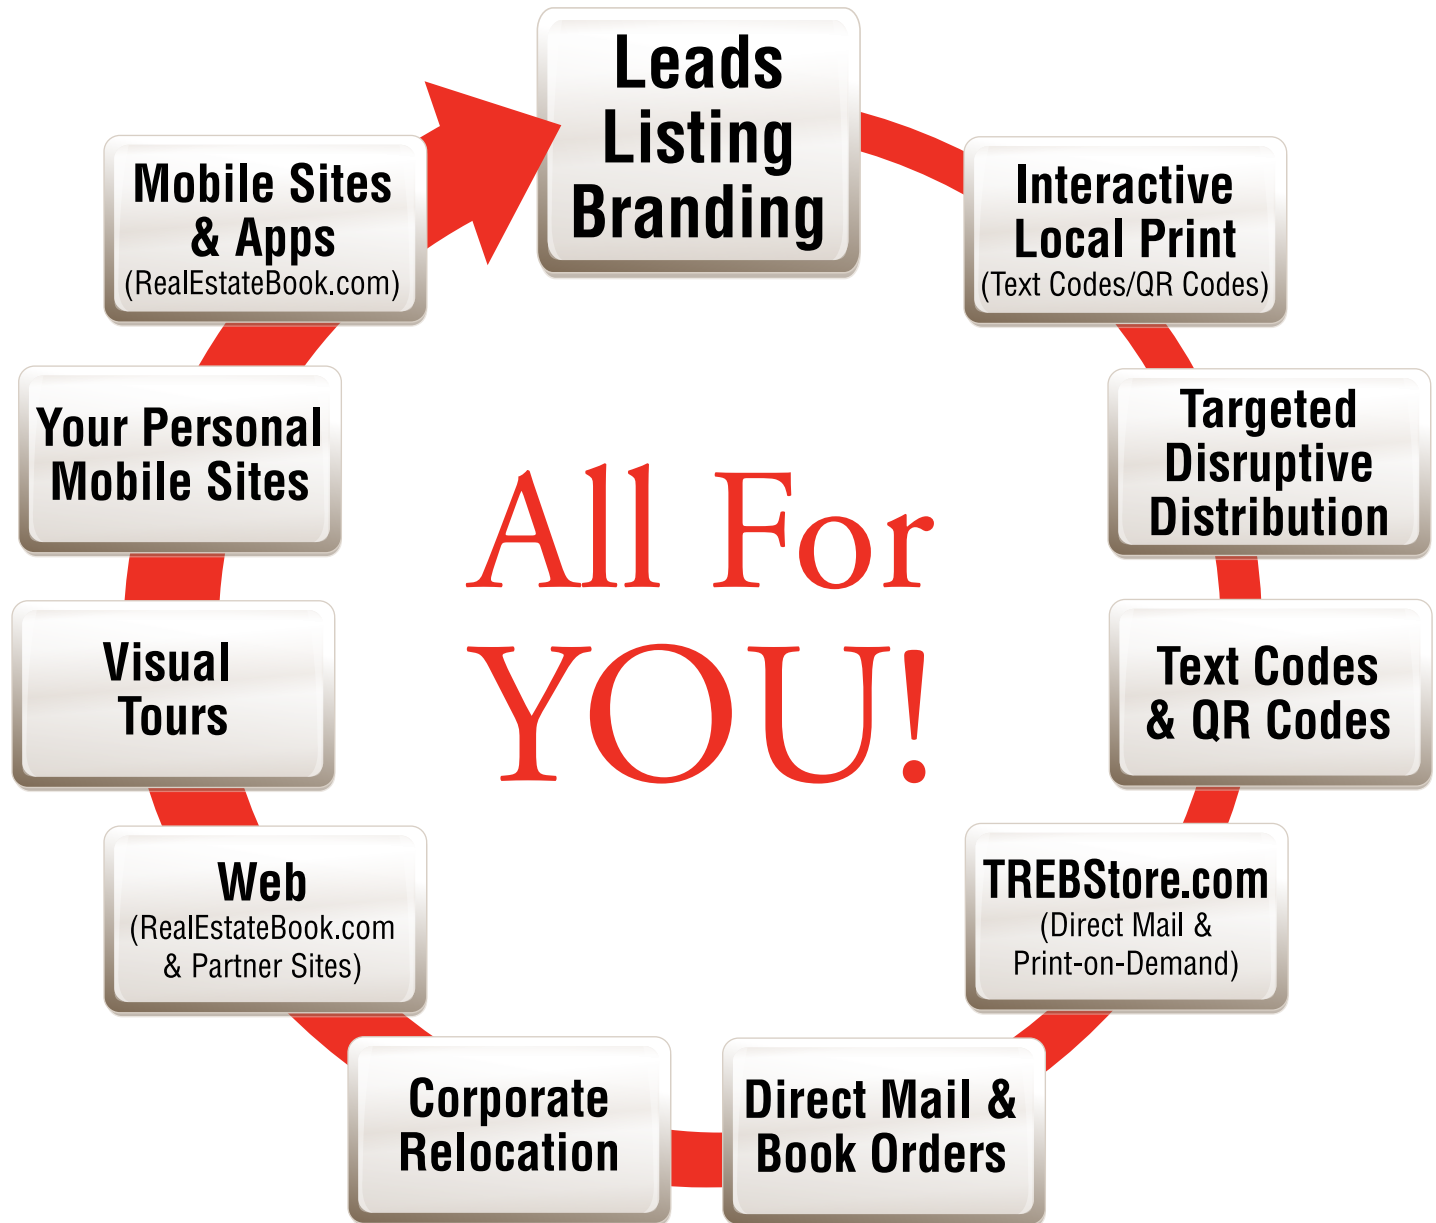 Leads
Listing
Branding
Interactive
Local Print
(Text Codes/QR Codes)
Targeted
Disruptive
Distribution
Text Codes
& QR Codes
TREBStore.com
(Direct Mail &
Print-on-Demand)
Direct Mail &
Book Orders
Corporate
Relocation
Web
(RealEstateBook.com
& Partner Sites)
Visual
Tours
Your Personal
Mobile Sites
Mobile Sites
& Apps
(RealEstateBook.com)
All For
YOU!